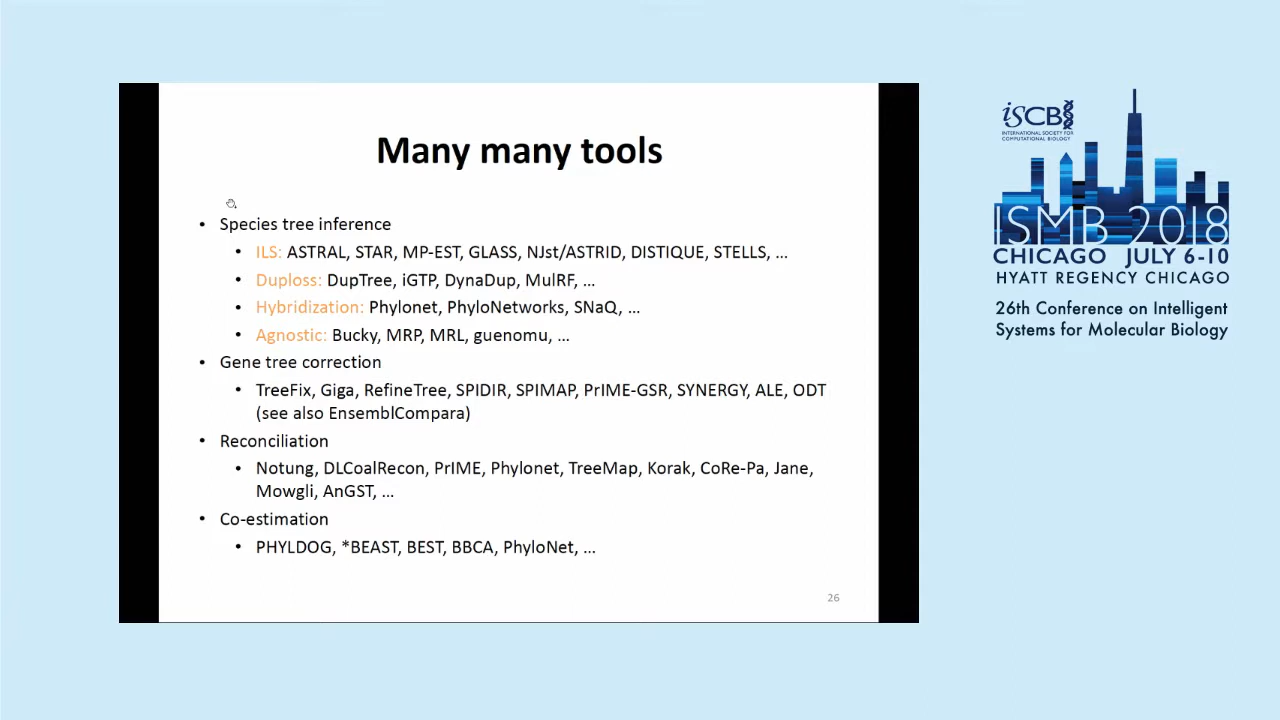 Many many tools
• Species tree inference
• ILS: ASTRAL, STAR, MP-EST, GLASS, NJst/ASTRID, DISTIQUE, STELLS, ...
• Duploss: DupTree, iGTP, DynaDup, MulRF, ...
• Hybridization: Phylonet, PhyloNetworks, SNaQ, ...
• Agnostic: Bucky, MRP, MRL, guenomu, ...
• Gene tree correction
• TreeFix, Giga, RefineTree, SPIDIR, SPIMAP, PrIME-GSR, SYNERGY, ALE, ODT
(see also EnsemblCompara)
• Reconciliation
• Notung, DLCoalRecon, PrIME, Phylonet, TreeMap, Korak, CoRe-Pa, Jane,
Mowgli, AnGST, ...
• Co-estimation
• PHYLDOG, *BEAST, BEST, BBCA, PhyloNet, ...
26
iSCB
INTERNATIONAL SOCIETY FOR
COMPUTATIONAL BIOLOGY
ISMB 2018
CHICAGO JULY 6-10
HYATT REGENCY CHICAGO
26th Conference on Intelligent
Systems for Molecular Biology